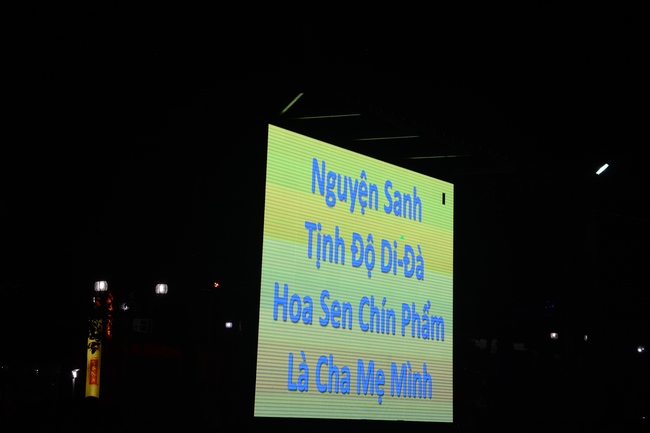 Nguyện Sanh
Tịnh Độ Di-Đà
Hoa Sen Chín Phẩm
Là Cha Mẹ Mình